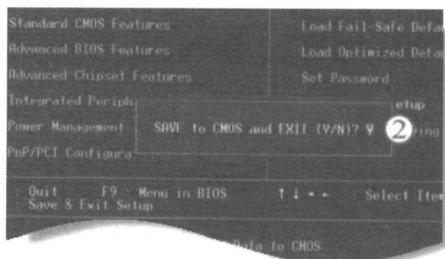 Standard CMOS Features
Load Fail-Safe Defa
Advanced BIOS Features
Load Optimized Defa
Advanced Chipset Features
Set Password
Integrated Periph
etup
Power Management
SAVE to CMOS and EXIT (Y/N)? Y
2
ing
PnP/PCI Configura
: Quit F9 : Menu in BIOS ↑ ↓ → ← : Select Ite
: Save & Exit Setup
Data to CMOS